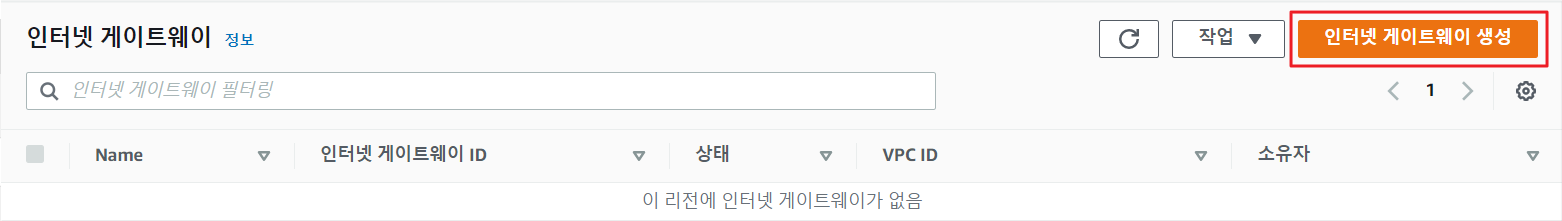 인터넷 게이트웨이 정보
작업 인터넷 게이트웨이 생성
인터넷 게이트웨이 필터링
1
Name 인터넷 게이트웨이 ID 상태 VPC ID 소유자
이 리전에 인터넷 게이트웨이가 없음